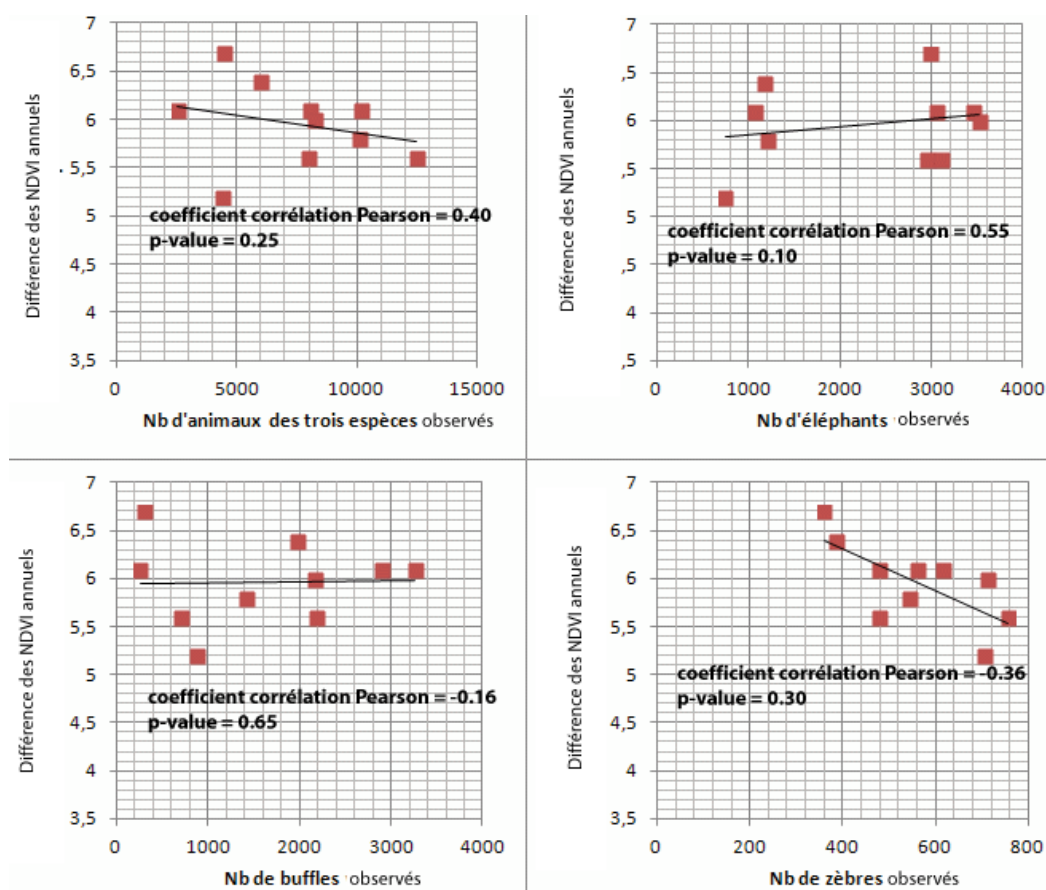 7
6,5
6
5,5
5
4,5
4
3,5
Différence des NDVI annuels
coefficient corrélation Pearson = 0.40
p-value = 0.25
0 5000 10000 15000
Nb d'animaux des trois espèces observés
7
,5
6
,5
5
,5
4
,5
Différence des NDVI annuels
coefficient corrélation Pearson = 0.55
p-value = 0.10
0 1000 2000 3000 4000
Nb d'éléphants observés
7
6,5
6
5,5
5
4,5
4
3,5
Différence des NDVI annuels
coefficient corrélation Pearson = -0.16
p-value = 0.65
0 1000 2000 3000 4000
Nb de buffles observés
7
6,5
6
5,5
5
4,5
4
3,5
Différence des NDVI annuels
coefficient corrélation Pearson = -0.36
p-value = 0.30
0 200 400 600 800
Nb de zèbres observés